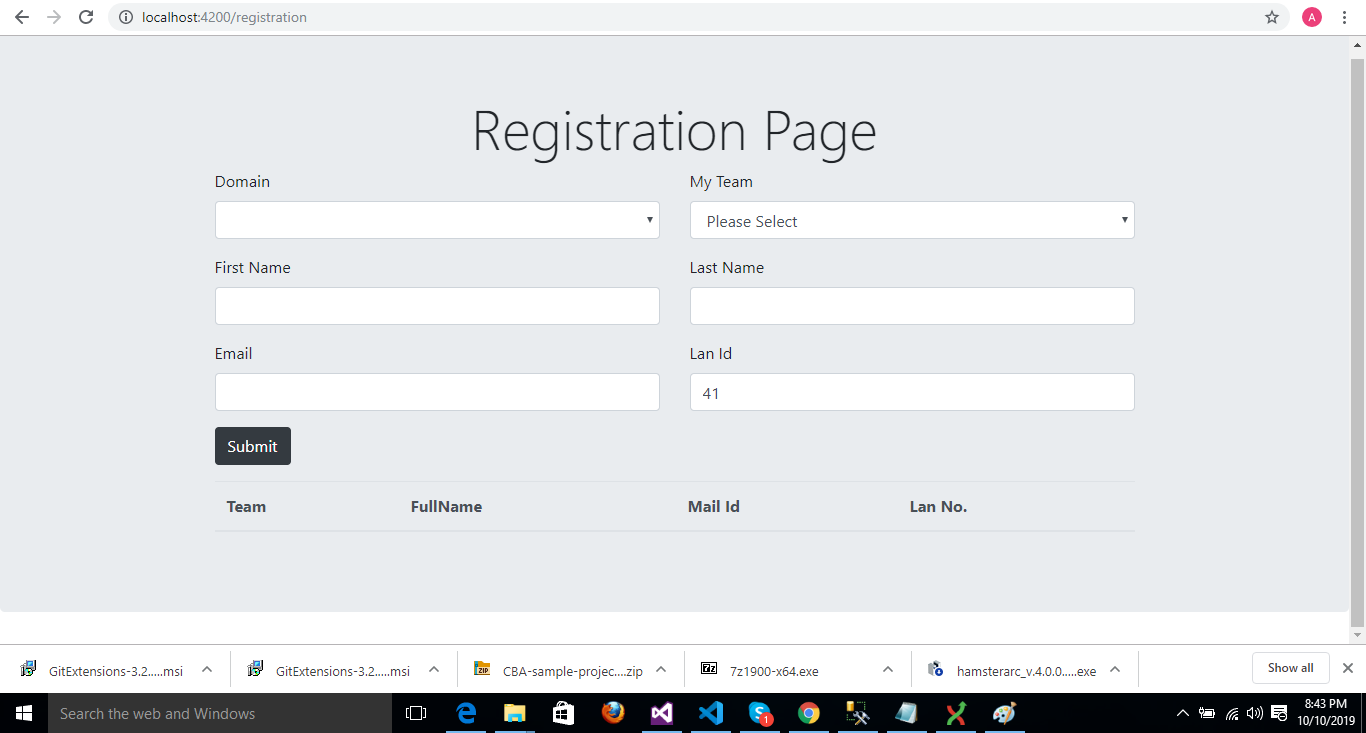 localhost:4200/registration
A
Registration Page
Domain
My Team
Please Select
First Name
Last Name
Email
Lan Id
41
Submit
Team FullName Mail Id Lan No.
GitExtensions-3.2.....msi
GitExtensions-3.2.....msi
ZIP
CBA-sample-projec....zip
7z
7z1900-x64.exe
hamsterarc_v.4.0.0.....exe
Show all
Search the web and Windows
1
8:43 PM
10/10/2019